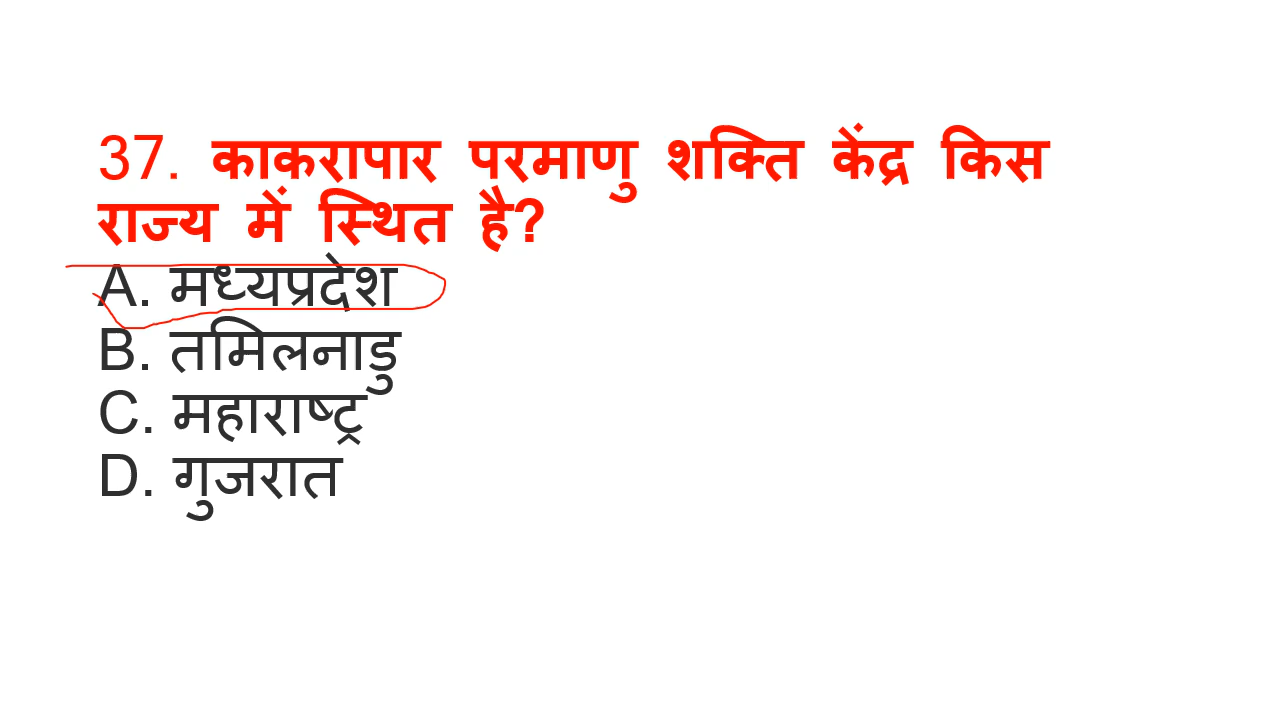 37. काकरापार परमाणु शक्ति केंद्र किस
राज्य में स्थित है?
A. मध्यप्रदेश
B. तमिलनाडु
C. महाराष्ट्र
D. गुजरात